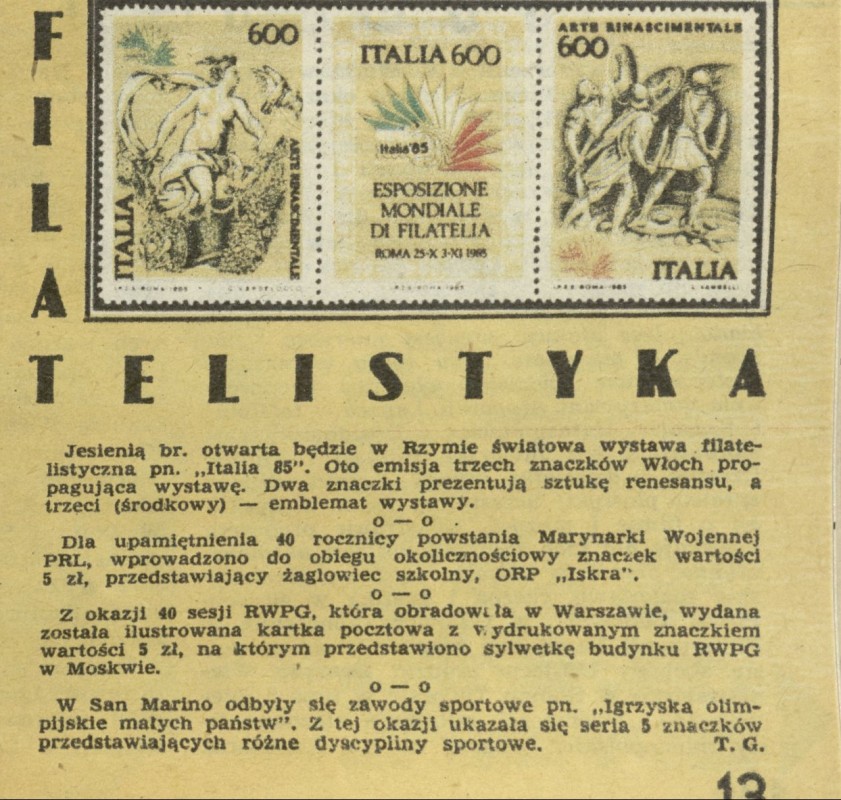 FILATELISTYKA
600
ITALIA
ARTE RINASCIMENTALE
ITALIA 600
Italia '85
ESPOSIZIONE
MONDIALE
DI FILATELIA
ROMA 25-X 3-XI 1985
ARTE RINASCIMENTALE
600
ITALIA
Jesienią br. otwarta będzie w Rzymie światowa wystawa filate-
listyczna pn. „Italia 85”. Oto emisja trzech znaczków Włoch pro-
pagująca wystawę. Dwa znaczki prezentują sztukę renesansu, a
trzeci (środkowy) — emblemat wystawy.
o — o
Dla upamiętnienia 40 rocznicy powstania Marynarki Wojennej
PRL, wprowadzono do obiegu okolicznościowy znaczek wartości
5 zł, przedstawiający żaglowiec szkolny, ORP „Iskra”.
o — o
Z okazji 40 sesji RWPG, która obradowała w Warszawie, wydana
została ilustrowana kartka pocztowa z wydrukowanym znaczkiem
wartości 5 zł, na którym przedstawiono sylwetkę budynku RWPG
w Moskwie.
o — o
W San Marino odbyły się zawody sportowe pn. „Igrzyska olim-
pijskie małych państw”. Z tej okazji ukazała się seria 5 znaczków
przedstawiających różne dyscypliny sportowe. T. G.
13